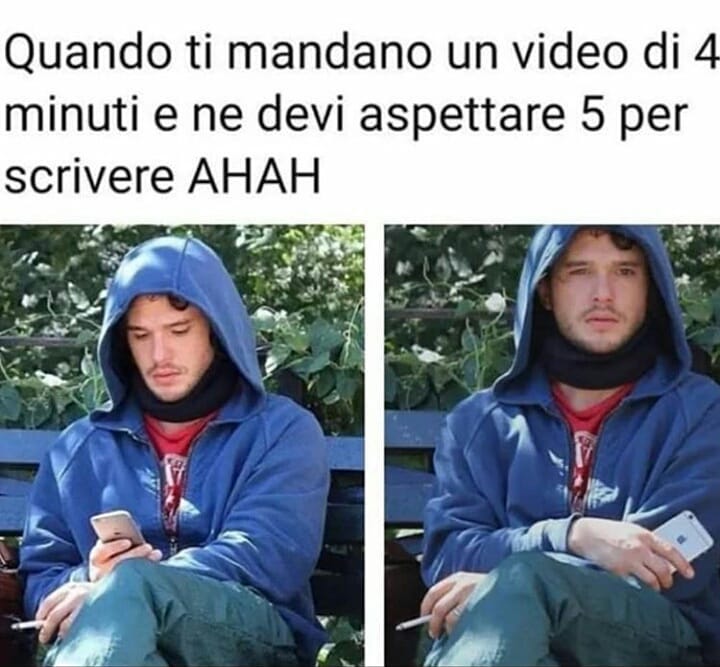 Quando ti mandano un video di 4
minuti e ne devi aspettare 5 per
scrivere AHAH